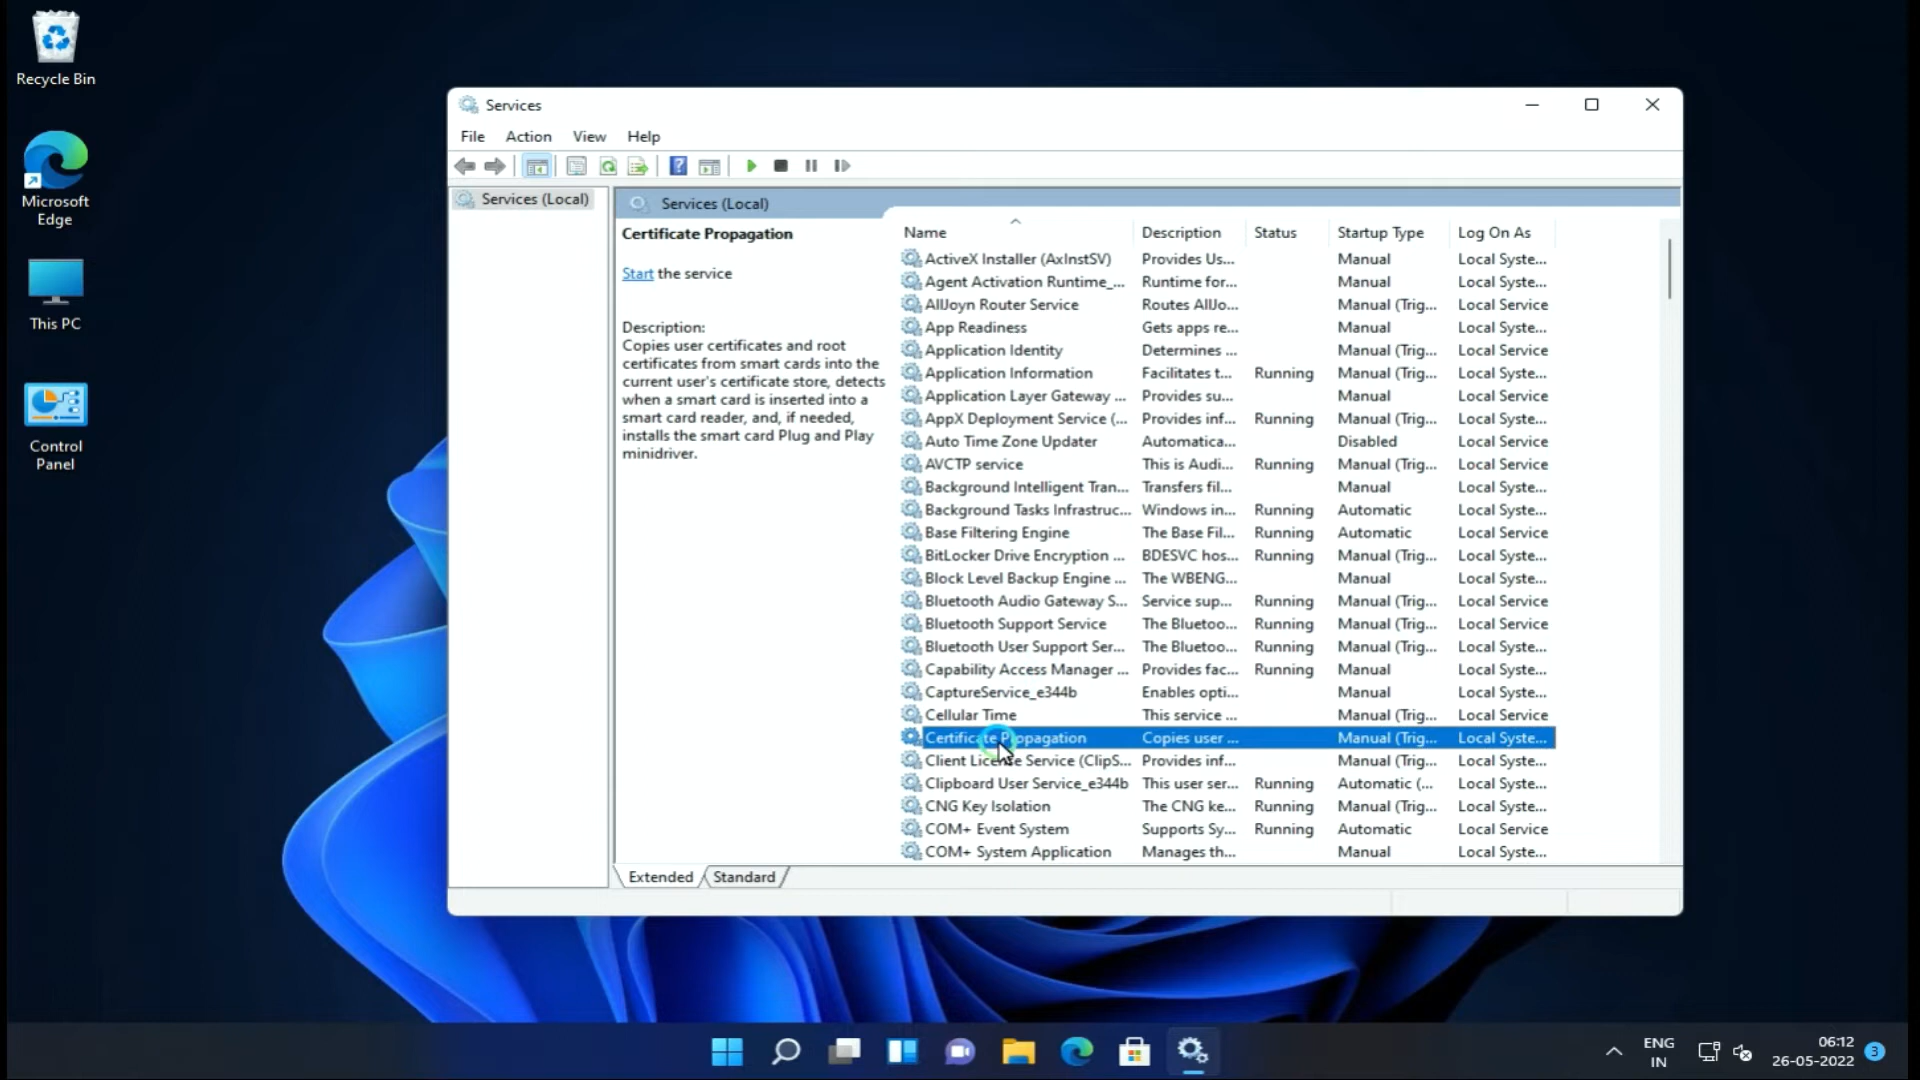 Recycle Bin
Microsoft
Edge
This PC
Control
Panel
Services
File Action View Help
Services (Local)
Services (Local)
Certificate Propagation
Start the service
Description:
Copies user certificates and root
certificates from smart cards into the
current user's certificate store, detects
when a smart card is inserted into a
smart card reader, and, if needed,
installs the smart card Plug and Play
minidriver.
Name Description Status Startup Type Log On As
ActiveX Installer (AxInstSV) Provides Us... Manual Local Syste...
Agent Activation Runtime_... Runtime for... Manual Local Syste...
AllJoyn Router Service Routes AllJo... Manual (Trig... Local Service
App Readiness Gets apps re... Manual Local Syste...
Application Identity Determines ... Manual (Trig... Local Service
Application Information Facilitates t... Running Manual (Trig... Local Syste...
Application Layer Gateway ... Provides su... Manual Local Service
AppX Deployment Service (... Provides inf... Running Manual (Trig... Local Syste...
Auto Time Zone Updater Automatica... Disabled Local Service
AVCTP service This is Audi... Running Manual (Trig... Local Service
Background Intelligent Tran... Transfers fil... Manual Local Syste...
Background Tasks Infrastruc... Windows in... Running Automatic Local Syste...
Base Filtering Engine The Base Fil... Running Automatic Local Service
BitLocker Drive Encryption ... BDESVC hos... Running Manual (Trig... Local Syste...
Block Level Backup Engine ... The WBENG... Manual Local Syste...
Bluetooth Audio Gateway S... Service sup... Running Manual (Trig... Local Service
Bluetooth Support Service The Bluetoo... Running Manual (Trig... Local Service
Bluetooth User Support Ser... The Bluetoo... Running Manual (Trig... Local Syste...
Capability Access Manager ... Provides fac... Running Manual Local Syste...
CaptureService_e344b Enables opti... Manual Local Syste...
Cellular Time This service ... Manual (Trig... Local Service
Certificate Propagation Copies user ... Manual (Trig... Local Syste...
Client License Service (ClipS... Provides inf... Manual (Trig... Local Syste...
Clipboard User Service_e344b This user ser... Running Automatic (... Local Syste...
CNG Key Isolation The CNG ke... Running Manual (Trig... Local Syste...
COM+ Event System Supports Sy... Running Automatic Local Service
COM+ System Application Manages th... Manual Local Syste...
Extended Standard
ENG
IN
06:12
26-05-2022
3